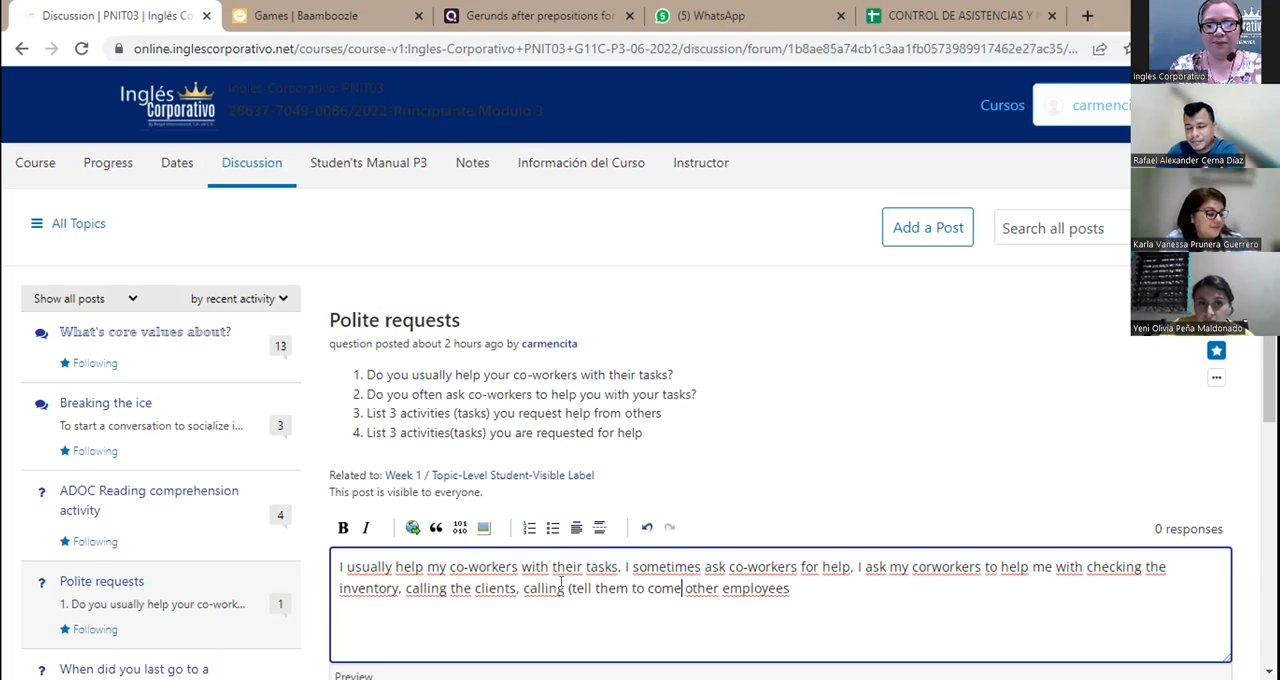 Discussion | PNIT03 | Inglés Co
Games | Baamboozle
Gerunds after prepositions for
(5) WhatsApp
CONTROL DE ASISTENCIAS Y
online.inglescorporativo.net/courses/course-v1:Ingles-Corporativo+PNIT03+G11C-P3-06-2022/discussion/forum/1b8ae85a74cb1c3aa1fb0573989917462e27ac35/...
Inglés Corporativo
Inglés-Corporativo: PNIT03
28637-7049-0086/2022-Principiante Modulo 3
Cursos
carmenci
Course
Progress
Dates
Discussion
Studen'ts Manual P3
Notes
Información del Curso
Instructor
All Topics
Add a Post
Search all posts
Show all posts
by recent activity
What's core values about?
13
Following
Breaking the ice
To start a conversation to socialize i...
3
Following
ADOC Reading comprehension
activity
4
Following
Polite requests
1. Do you usually help your co-work...
1
Following
When did you last go to a
Polite requests
question posted about 2 hours ago by carmencita
1. Do you usually help your co-workers with their tasks?
2. Do you often ask co-workers to help you with your tasks?
3. List 3 activities (tasks) you request help from others
4. List 3 activities(tasks) you are requested for help
Related to: Week 1 / Topic-Level Student-Visible Label
This post is visible to everyone.
0 responses
I usually help my co-workers with their tasks, I sometimes ask co-workers for help, I ask my corworkers to help me with checking the
inventory, calling the clients, calling (tell them to come other employees
Preview
Ingles Corporativo
Rafael Alexander Cerna Díaz
Karla Vanessa Prunera Guerrero
Yeni Olivia Peña Maldonado